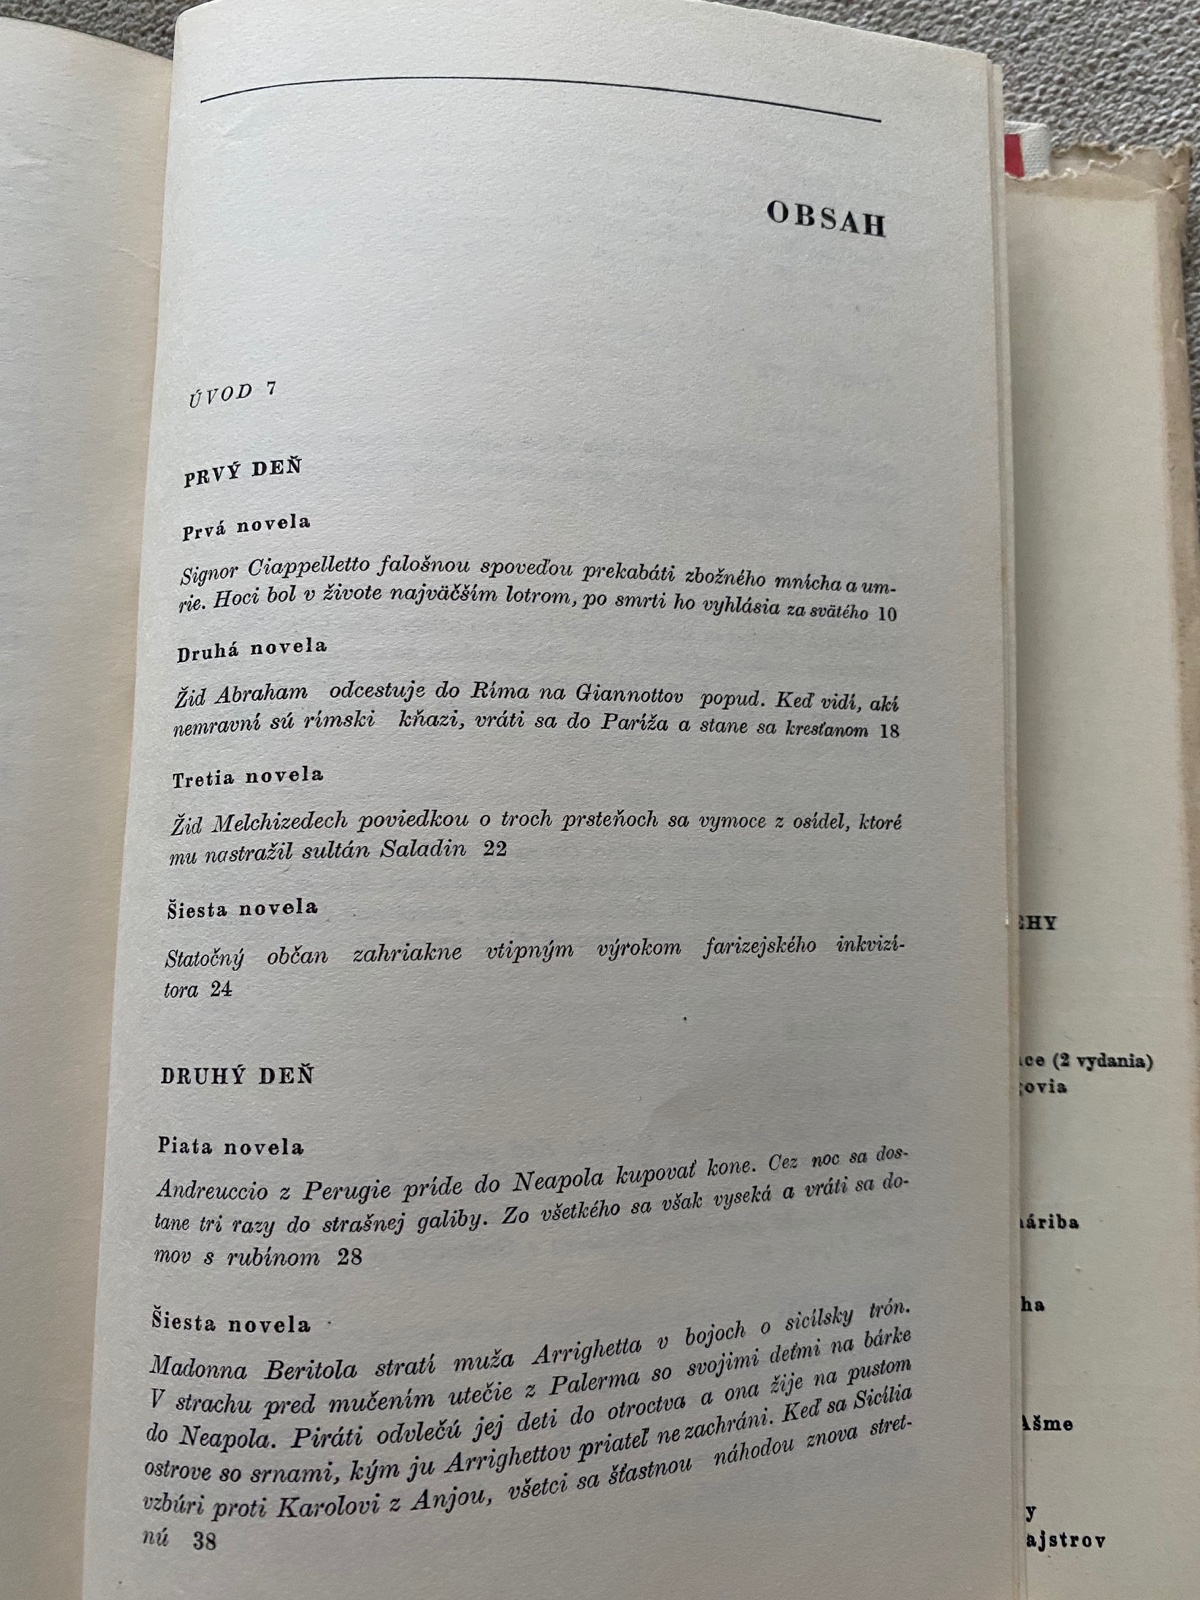 OBSAH
ÚVOD 7
PRVÝ DEŇ
Prvá novela
Signor Ciappelletto falošnou spoveďou prekabáti zbožného mnícha a um-
rie. Hoci bol v živote najväčším lotrom, po smrti ho vyhlásia za svätého 10
Druhá novela
Žid Abraham odcestuje do Ríma na Giannottov popud. Keď vidí, akí
nemravní sú rímski kňazi, vráti sa do Paríža a stane sa kresťanom 18
Tretia novela
Žid Melchizedech poviedkou o troch prsteňoch sa vymoce z osídel, ktoré
mu nastražil sultán Saladin 22
Šiesta novela
Statočný občan zahriakne vtipným výrokom farizejského inkvizí-
tora 24
DRUHÝ DEŇ
Piata novela
Andreuccio z Perugie príde do Neapola kupovať kone. Cez noc sa dos-
tane tri razy do strašnej galiby. Zo všetkého sa však vyseká a vráti sa do-
mov s rubínom 28
Šiesta novela
Madonna Beritola stratí muža Arrighetta v bojoch o sicílsky trón.
V strachu pred mučením utečie z Palerma so svojimi deťmi na bárke
do Neapola. Piráti odvlečú jej deti do otroctva a ona žije na pustom
ostrove so srnami, kým ju Arrighettov priateľ nezachráni. Keď sa Sicília
vzbúri proti Karolovi z Anjou, všetci sa šťastnou náhodou znova stret-
nú 38
(2 vydania)
Ašme